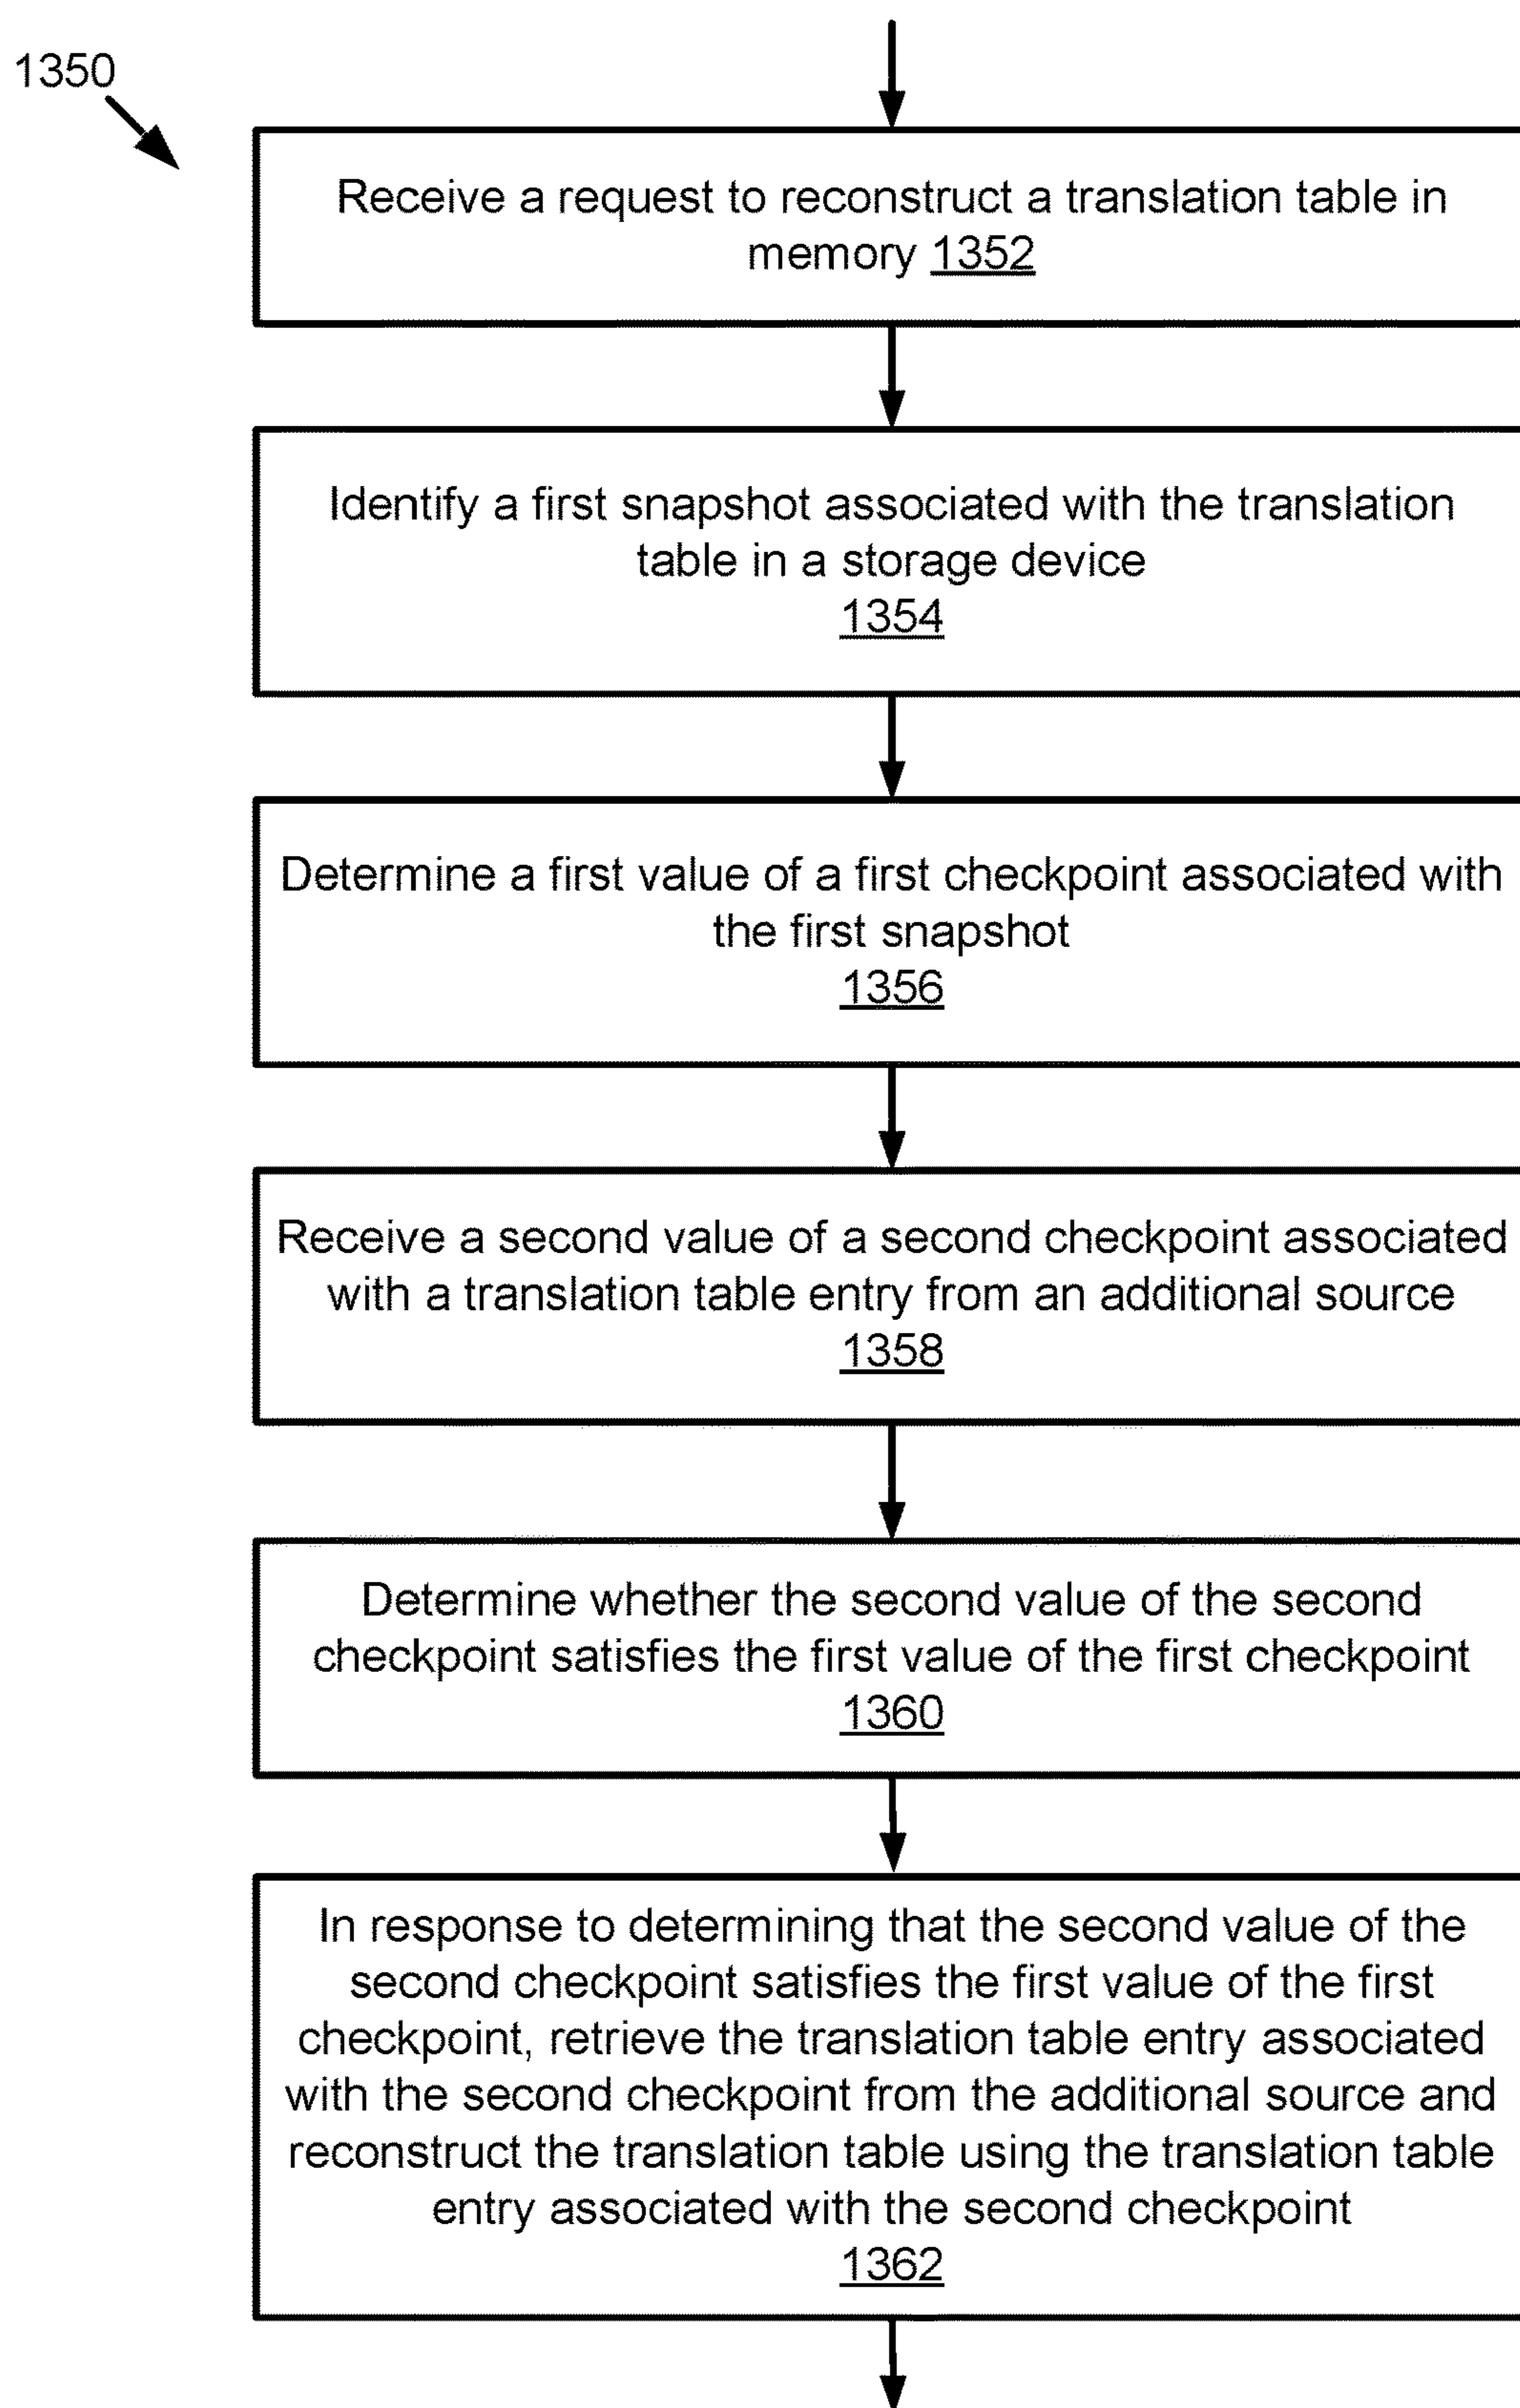 1350
Receive a request to reconstruct a translation table in
memory 1352
Identify a first snapshot associated with the translation
table in a storage device
1354
Determine a first value of a first checkpoint associated with
the first snapshot
1356
Receive a second value of a second checkpoint associated
with a translation table entry from an additional source
1358
Determine whether the second value of the second
checkpoint satisfies the first value of the first checkpoint
1360
In response to determining that the second value of the
second checkpoint satisfies the first value of the first
checkpoint, retrieve the translation table entry associated
with the second checkpoint from the additional source and
reconstruct the translation table using the translation table
entry associated with the second checkpoint
1362